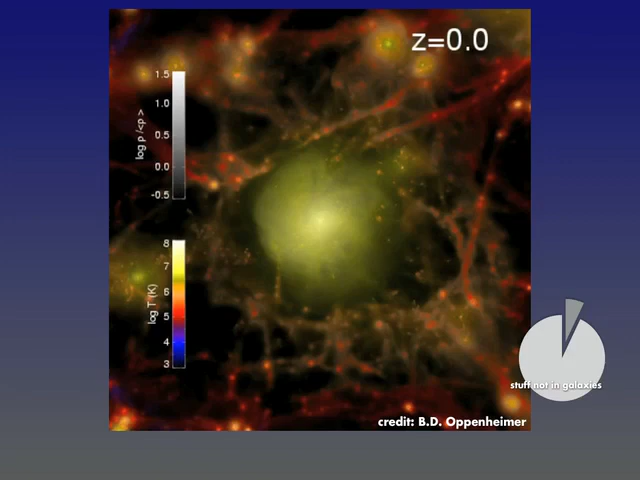 z=0.0
1.5
1.0
0.5
0.0
-0.5
log ρ/<ρ>
8
7
6
5
4
3
log T (K)
stuff not in galaxies
credit: B.D. Oppenheimer